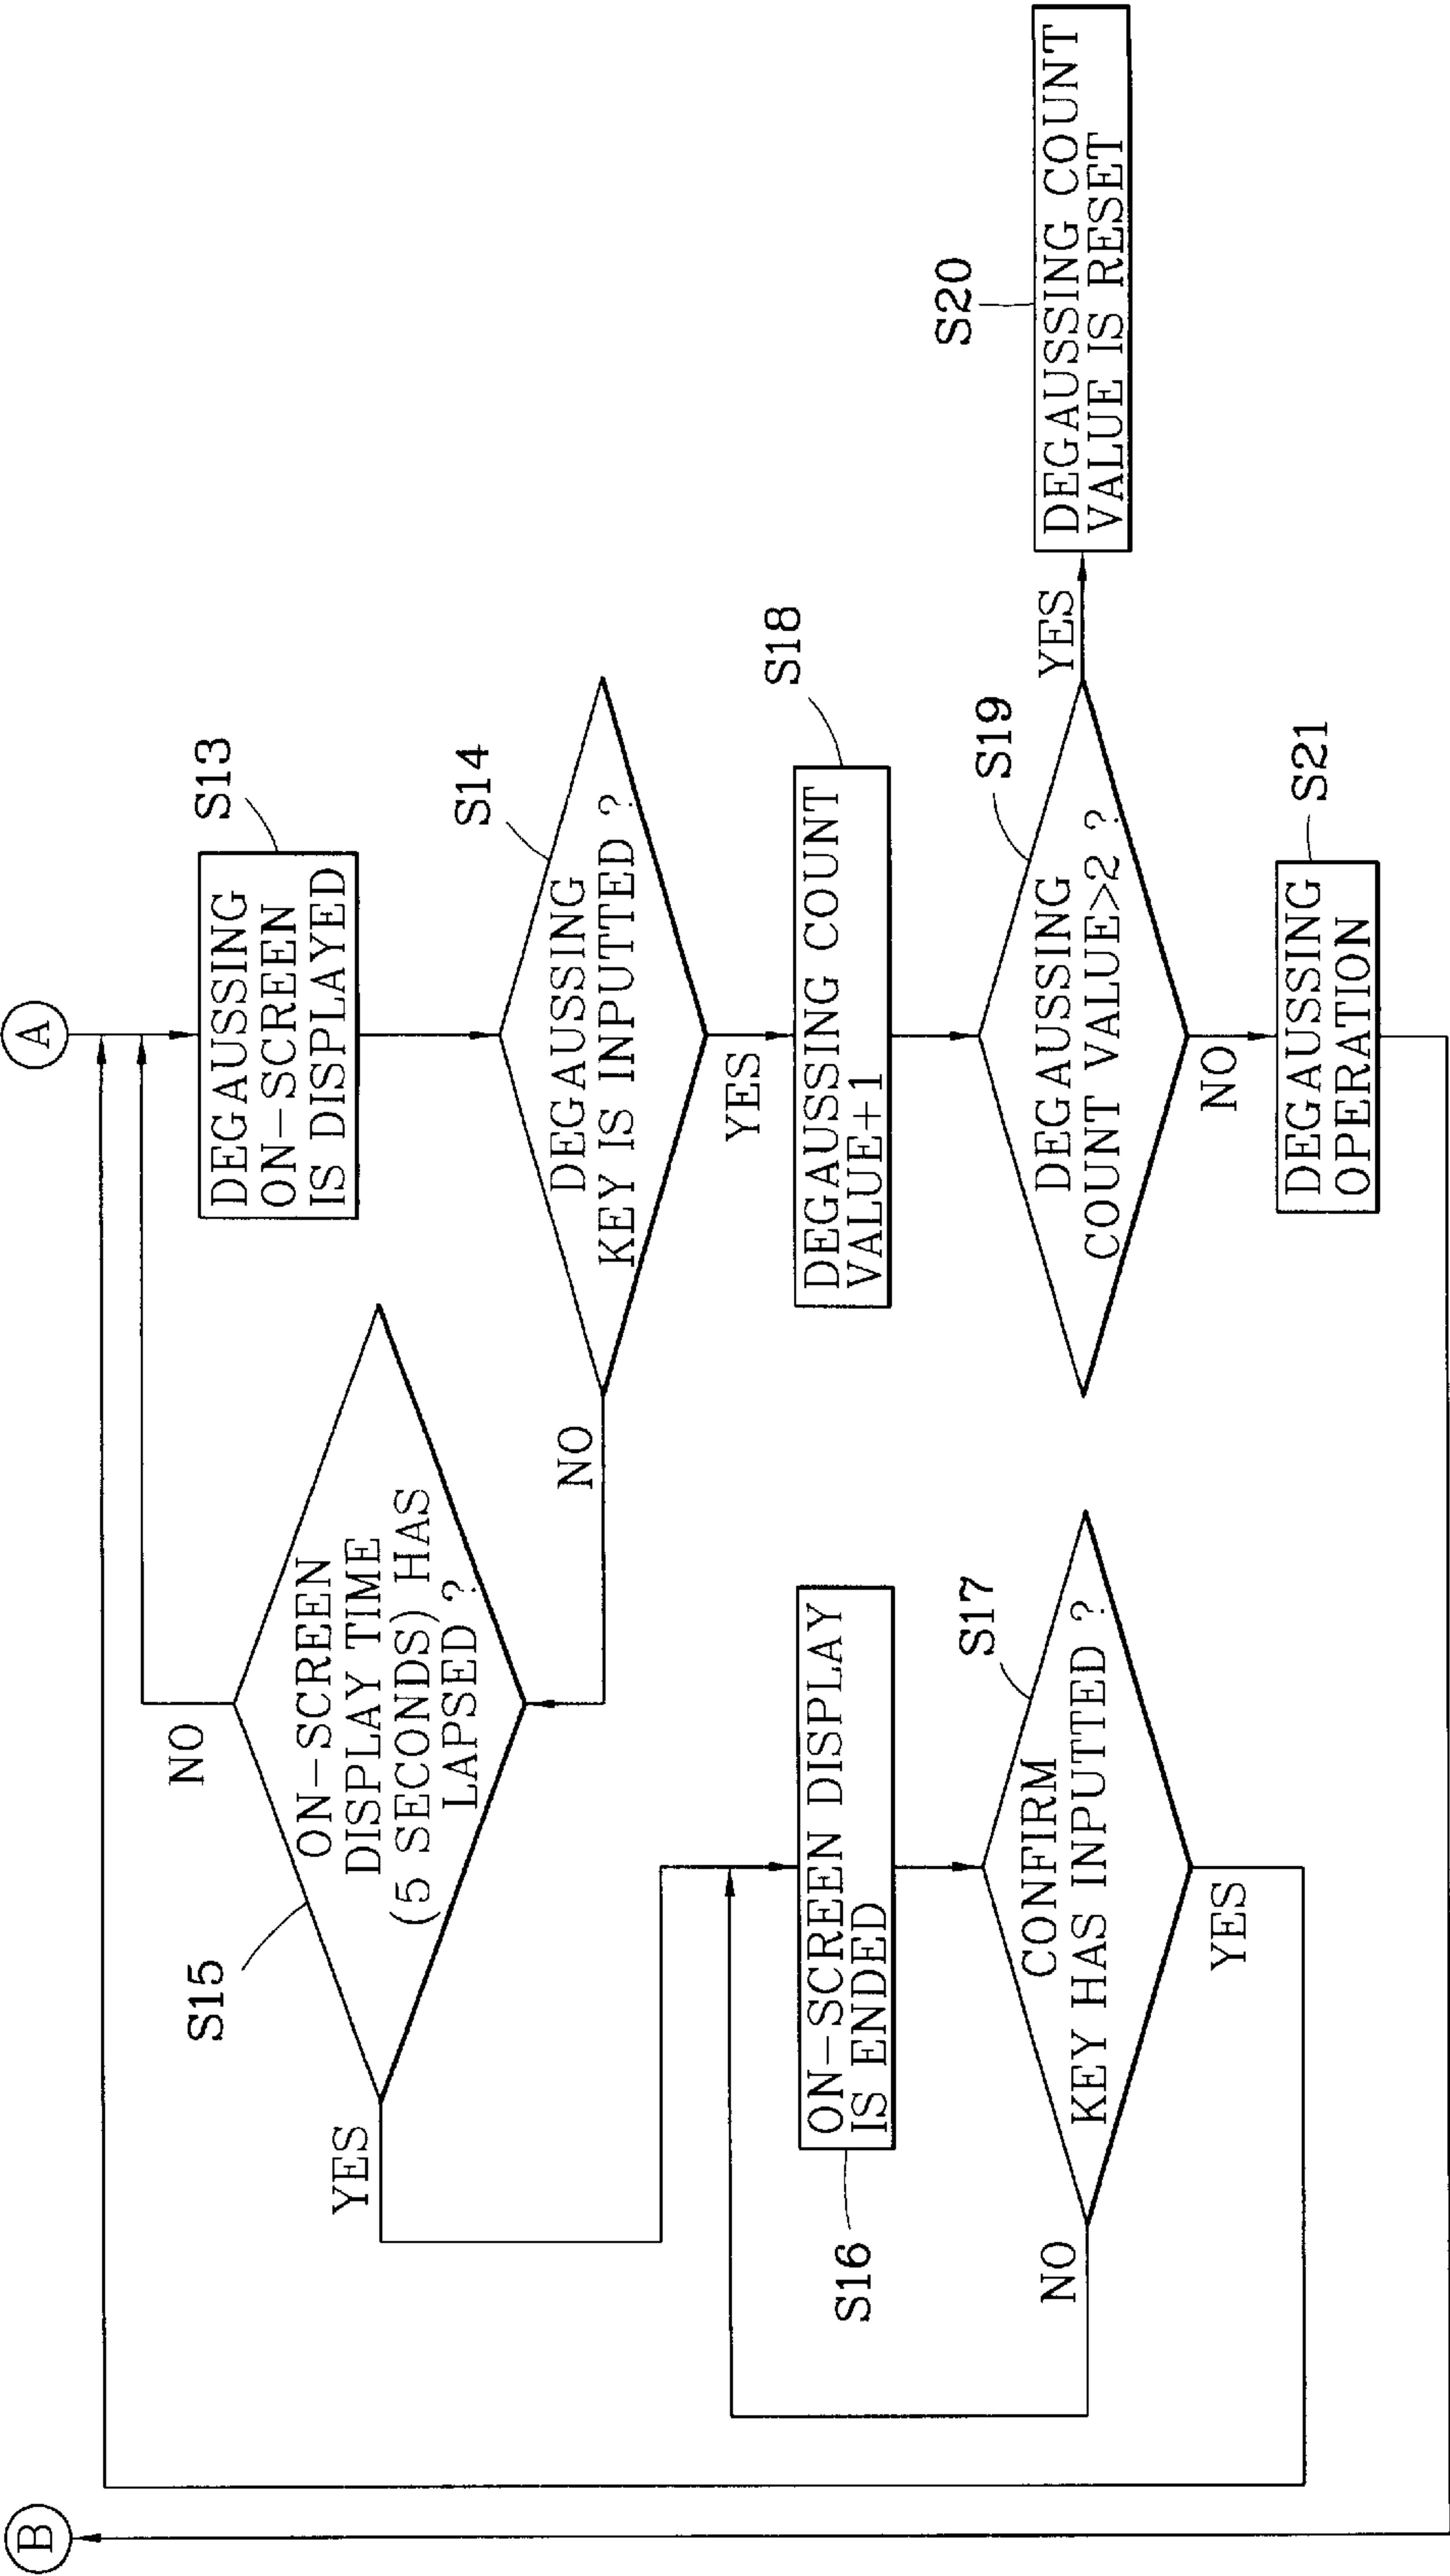 A
DEGAUSSING
ON-SCREEN
IS DISPLAYED
S13
DEGAUSSING
KEY IS INPUTTED ?
S14
NO
YES
ON-SCREEN
DISPLAY TIME
(5 SECONDS) HAS
LAPSED ?
S15
NO
YES
ON-SCREEN DISPLAY
IS ENDED
S16
CONFIRM
KEY HAS INPUTTED ?
S17
NO
YES
DEGAUSSING COUNT
VALUE+1
S18
DEGAUSSING
COUNT VALUE>2 ?
S19
YES
NO
DEGAUSSING COUNT
VALUE IS RESET
S20
DEGAUSSING
OPERATION
S21
B